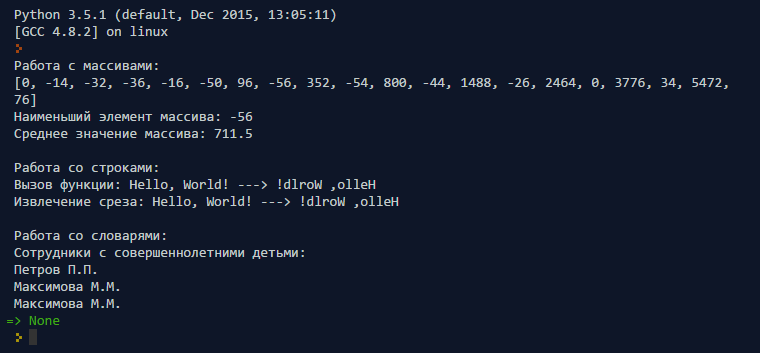 Python 3.5.1 (default, Dec 2015, 13:05:11)
[GCC 4.8.2] on linux
Работа с массивами:
[0, -14, -32, -36, -16, -50, 96, -56, 352, -54, 800, -44, 1488, -26, 2464, 0, 3776, 34, 5472,
76]
Наименьший элемент массива: -56
Среднее значение массива: 711.5
Работа со строками:
Вызов функции: Hello, World! ---> !dlroW ,olleH
Извлечение среза: Hello, World! ---> !dlroW ,olleH
Работа со словарями:
Сотрудники с совершеннолетними детьми:
Петров П.П.
Максимова М.М.
Максимова М.М.
=> None